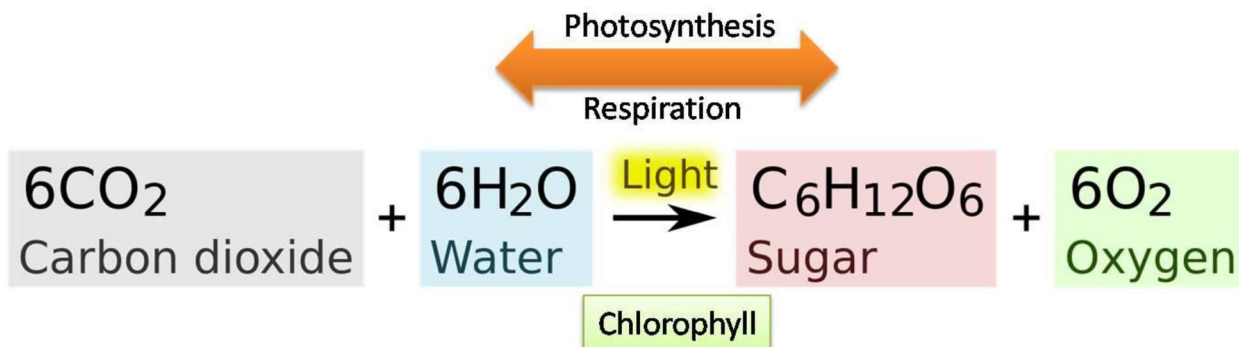 Photosynthesis
Respiration
6CO₂ + 6H₂O Light C₆H₁₂O₆ + 6O₂
Carbon dioxide Water Sugar Oxygen
Chlorophyll